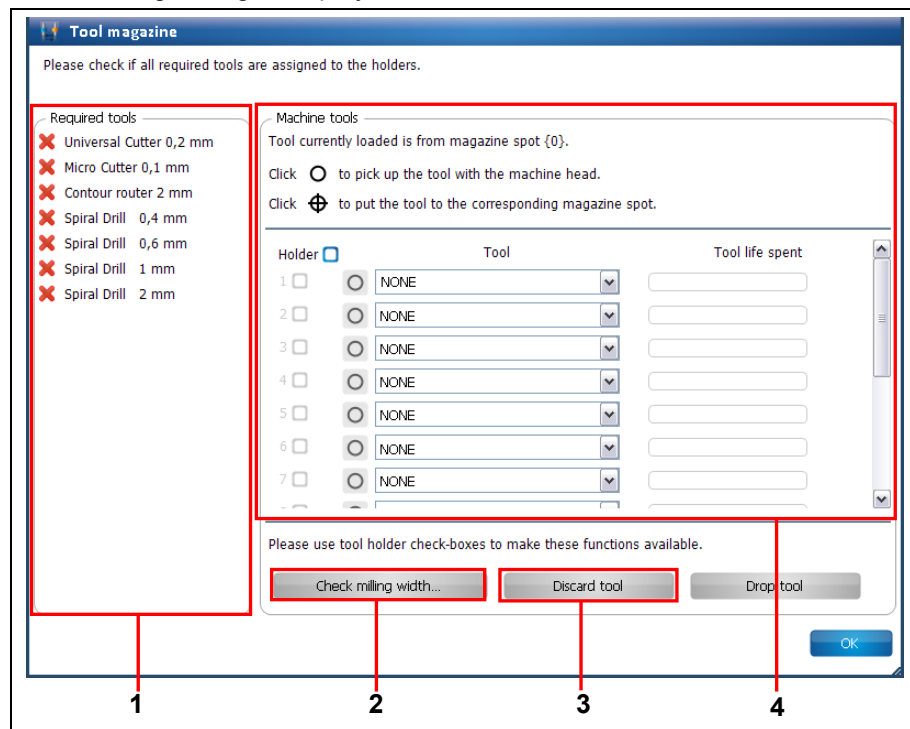 Tool magazine
Please check if all required tools are assigned to the holders.
Required tools
Universal Cutter 0,2 mm
Micro Cutter 0,1 mm
Contour router 2 mm
Spiral Drill 0,4 mm
Spiral Drill 0,6 mm
Spiral Drill 1 mm
Spiral Drill 2 mm
Machine tools
Tool currently loaded is from magazine spot {0}.
Click to pick up the tool with the machine head.
Click to put the tool to the corresponding magazine spot.
Holder Tool Tool life spent
1 NONE
2 NONE
3 NONE
4 NONE
5 NONE
6 NONE
7 NONE
Please use tool holder check-boxes to make these functions available.
Check milling width... Discard tool Drop tool
OK
1 2 3 4